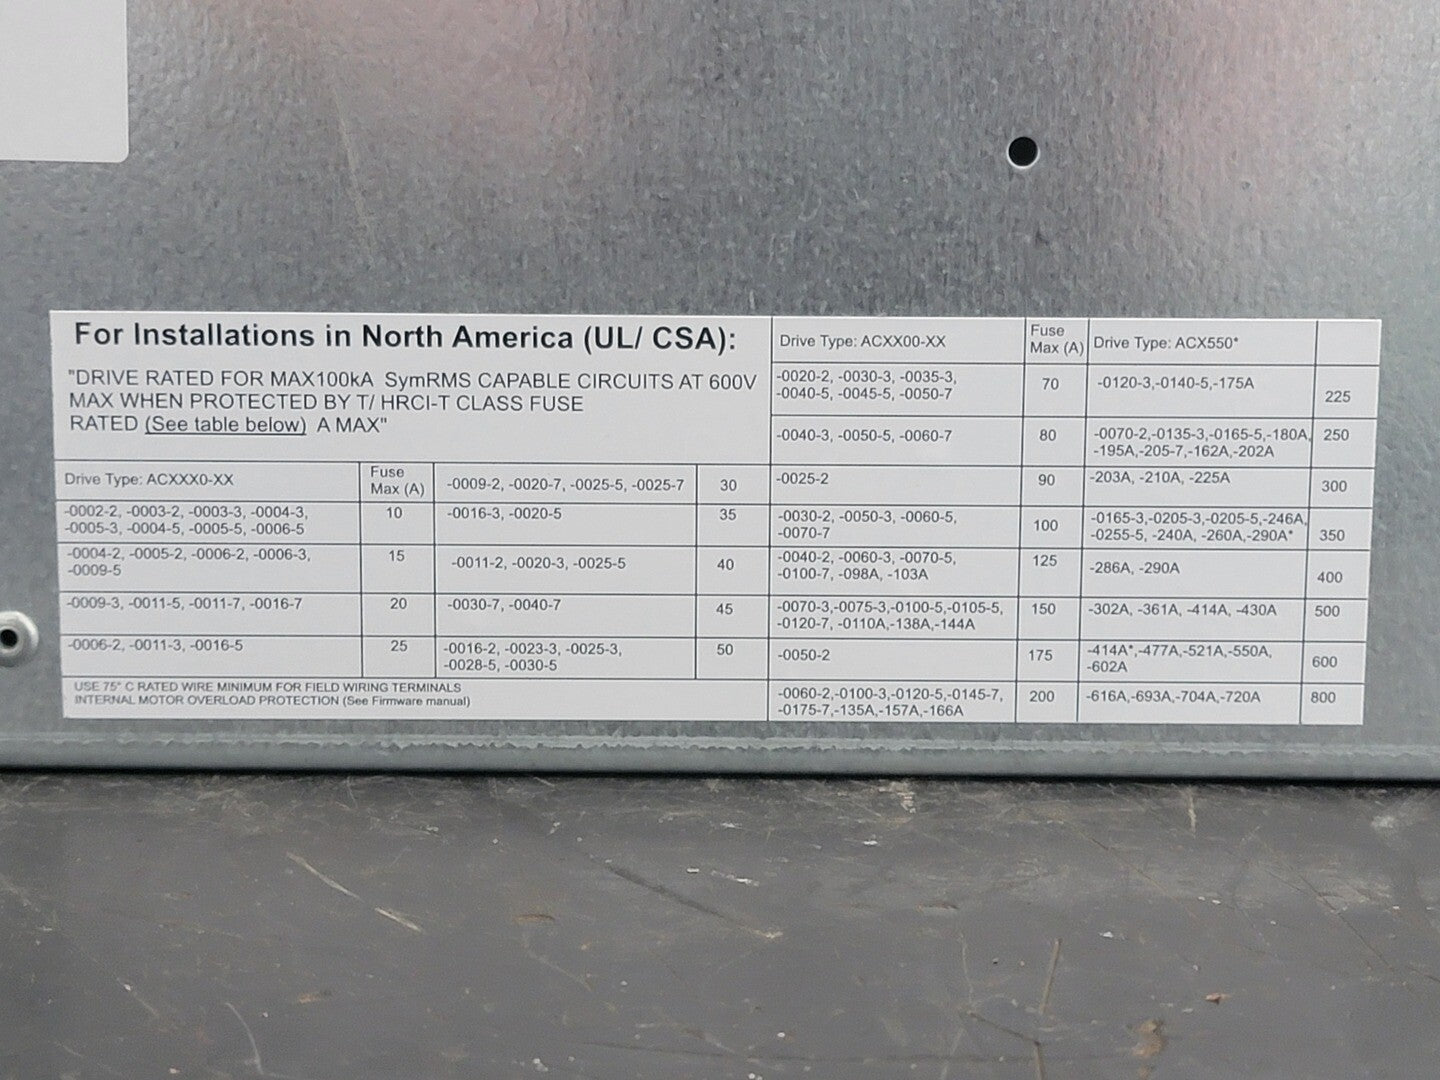 For Installations in North America (UL/ CSA):
"DRIVE RATED FOR MAX100kA SymRMS CAPABLE CIRCUITS AT 600V
MAX WHEN PROTECTED BY T/ HRCI-T CLASS FUSE
RATED (See table below) A MAX"
Drive Type: ACXXX0-XX
Fuse
Max (A)
-0002-2, -0003-2, -0003-3, -0004-3,
-0005-3, -0004-5, -0005-5, -0006-5
10
-0004-2, -0005-2, -0006-2, -0006-3,
-0009-5
15
-0009-3, -0011-5, -0011-7, -0016-7
20
-0006-2, -0011-3, -0016-5
25
-0009-2, -0020-7, -0025-5, -0025-7
30
-0016-3, -0020-5
35
-0011-2, -0020-3, -0025-5
40
-0030-7, -0040-7
45
-0016-2, -0023-3, -0025-3,
-0028-5, -0030-5
50
USE 75° C RATED WIRE MINIMUM FOR FIELD WIRING TERMINALS
INTERNAL MOTOR OVERLOAD PROTECTION (See Firmware manual)
Drive Type: ACXX00-XX
Fuse
Max (A)
-0020-2, -0030-3, -0035-3,
-0040-5, -0045-5, -0050-7
70
-0040-3, -0050-5, -0060-7
80
-0025-2
90
-0030-2, -0050-3, -0060-5,
-0070-7
100
-0040-2, -0060-3, -0070-5,
-0100-7, -098A, -103A
125
-0070-3,-0075-3,-0100-5,-0105-5,
-0120-7, -0110A,-138A,-144A
150
-0050-2
175
-0060-2,-0100-3,-0120-5,-0145-7,
-0175-7,-135A,-157A,-166A
200
Drive Type: ACX550*
-0120-3,-0140-5,-175A
225
-0070-2,-0135-3,-0165-5,-180A,
-195A,-205-7,-162A,-202A
250
-203A, -210A, -225A
300
-0165-3,-0205-3,-0205-5,-246A,
-0255-5, -240A, -260A,-290A*
350
-286A, -290A
400
-302A, -361A, -414A, -430A
500
-414A*,-477A,-521A,-550A,
-602A
600
-616A,-693A,-704A,-720A
800